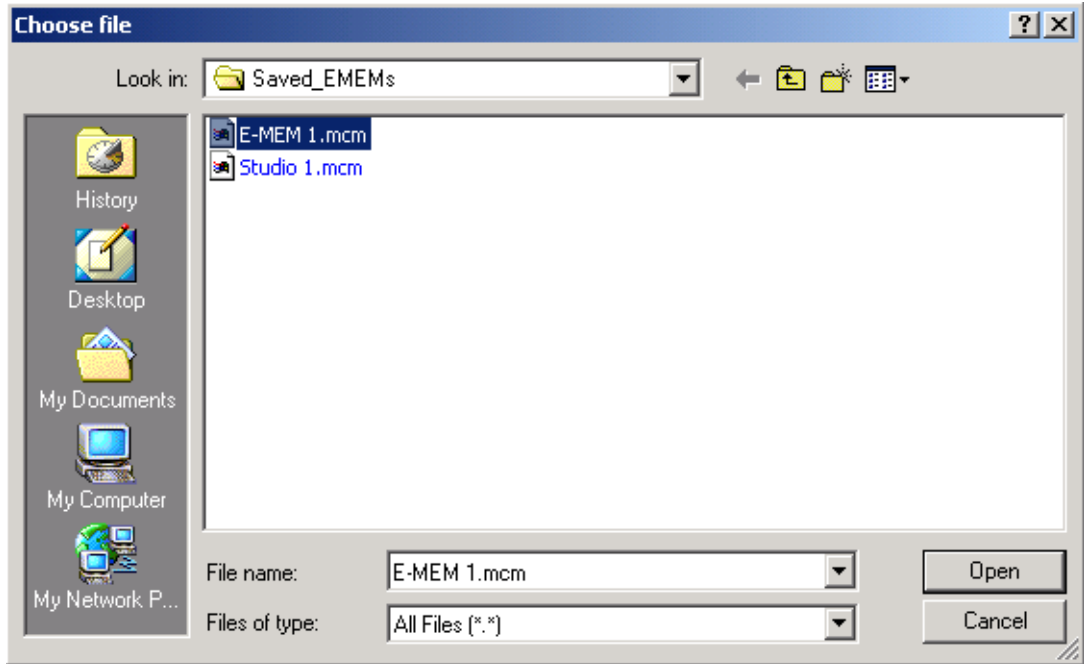 Choose file
Look in: Saved_EMEMs
E-MEM 1.mcm
Studio 1.mcm
History
Desktop
My Documents
My Computer
My Network P...
File name: E-MEM 1.mcm Open
Files of type: All Files (*.*) Cancel